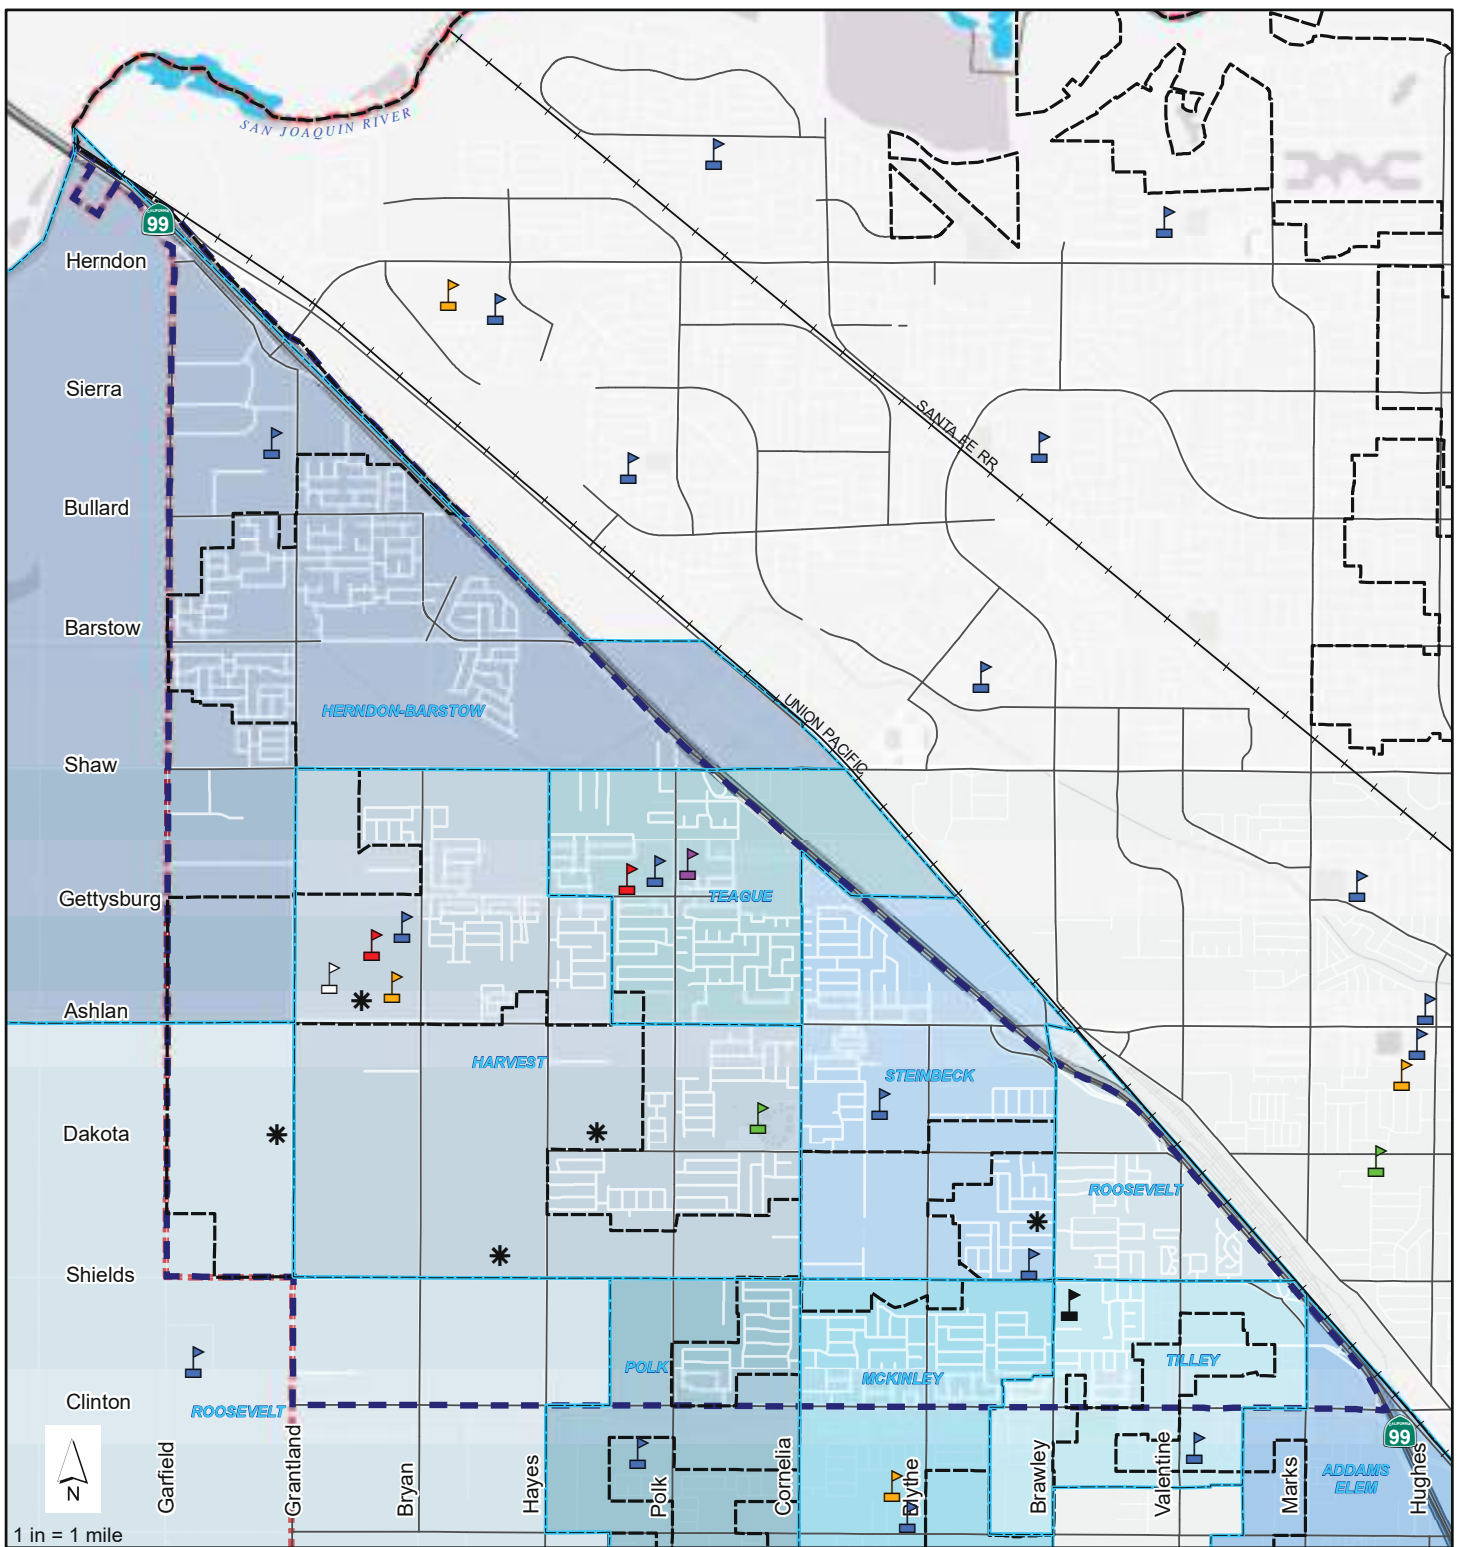 SAN JOAQUIN RIVER
CALIFORNIA
99
Herndon
Sierra
SANTA FE RR
Bullard
Barstow
HERNDON-BARSTOW
UNION PACIFIC
Shaw
Gettysburg
TEAGUE
Ashlan
HARVEST
STEINBECK
Dakota
ROOSEVELT
Shields
POLK
MCKINLEY
TILLEY
Clinton
ROOSEVELT
CALIFORNIA
99
ADDAMS
ELEM
Garfield
Grantland
Bryan
Hayes
Polk
Cornelia
Blythe
Brawley
Valentine
Marks
Hughes
N
1 in = 1 mile